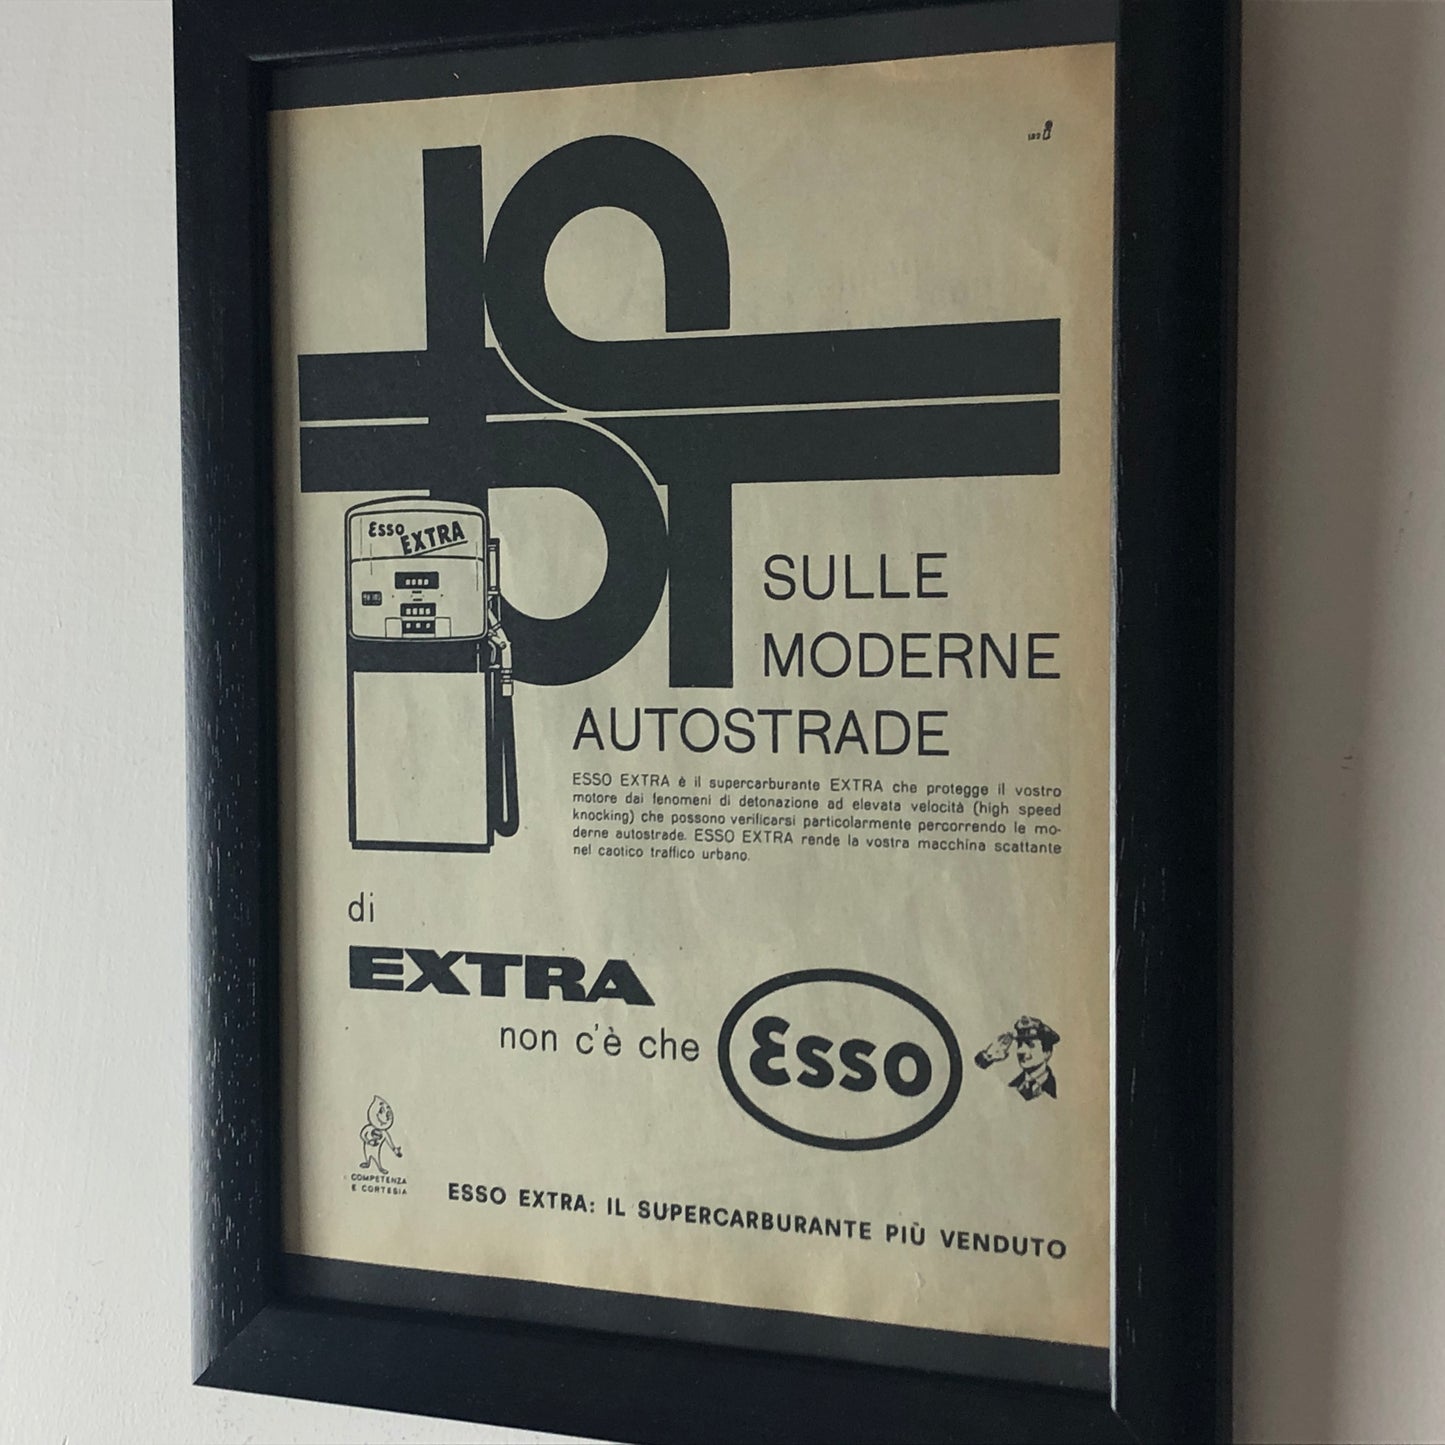 Esso
EXTRA
SULLE
MODERNE
AUTOSTRADE
ESSO EXTRA è il supercarburante EXTRA che protegge il vostro
motore dai fenomeni di detonazione ad elevata velocità (high speed
knocking) che possono verificarsi particolarmente percorrendo le mo-
derne autostrade. ESSO EXTRA rende la vostra macchina scattante
nel caotico traffico urbano.
di
EXTRA
non c'è che
Esso
COMPETENZA
E CORTESIA
ESSO EXTRA: IL SUPERCARBURANTE PIÙ VENDUTO